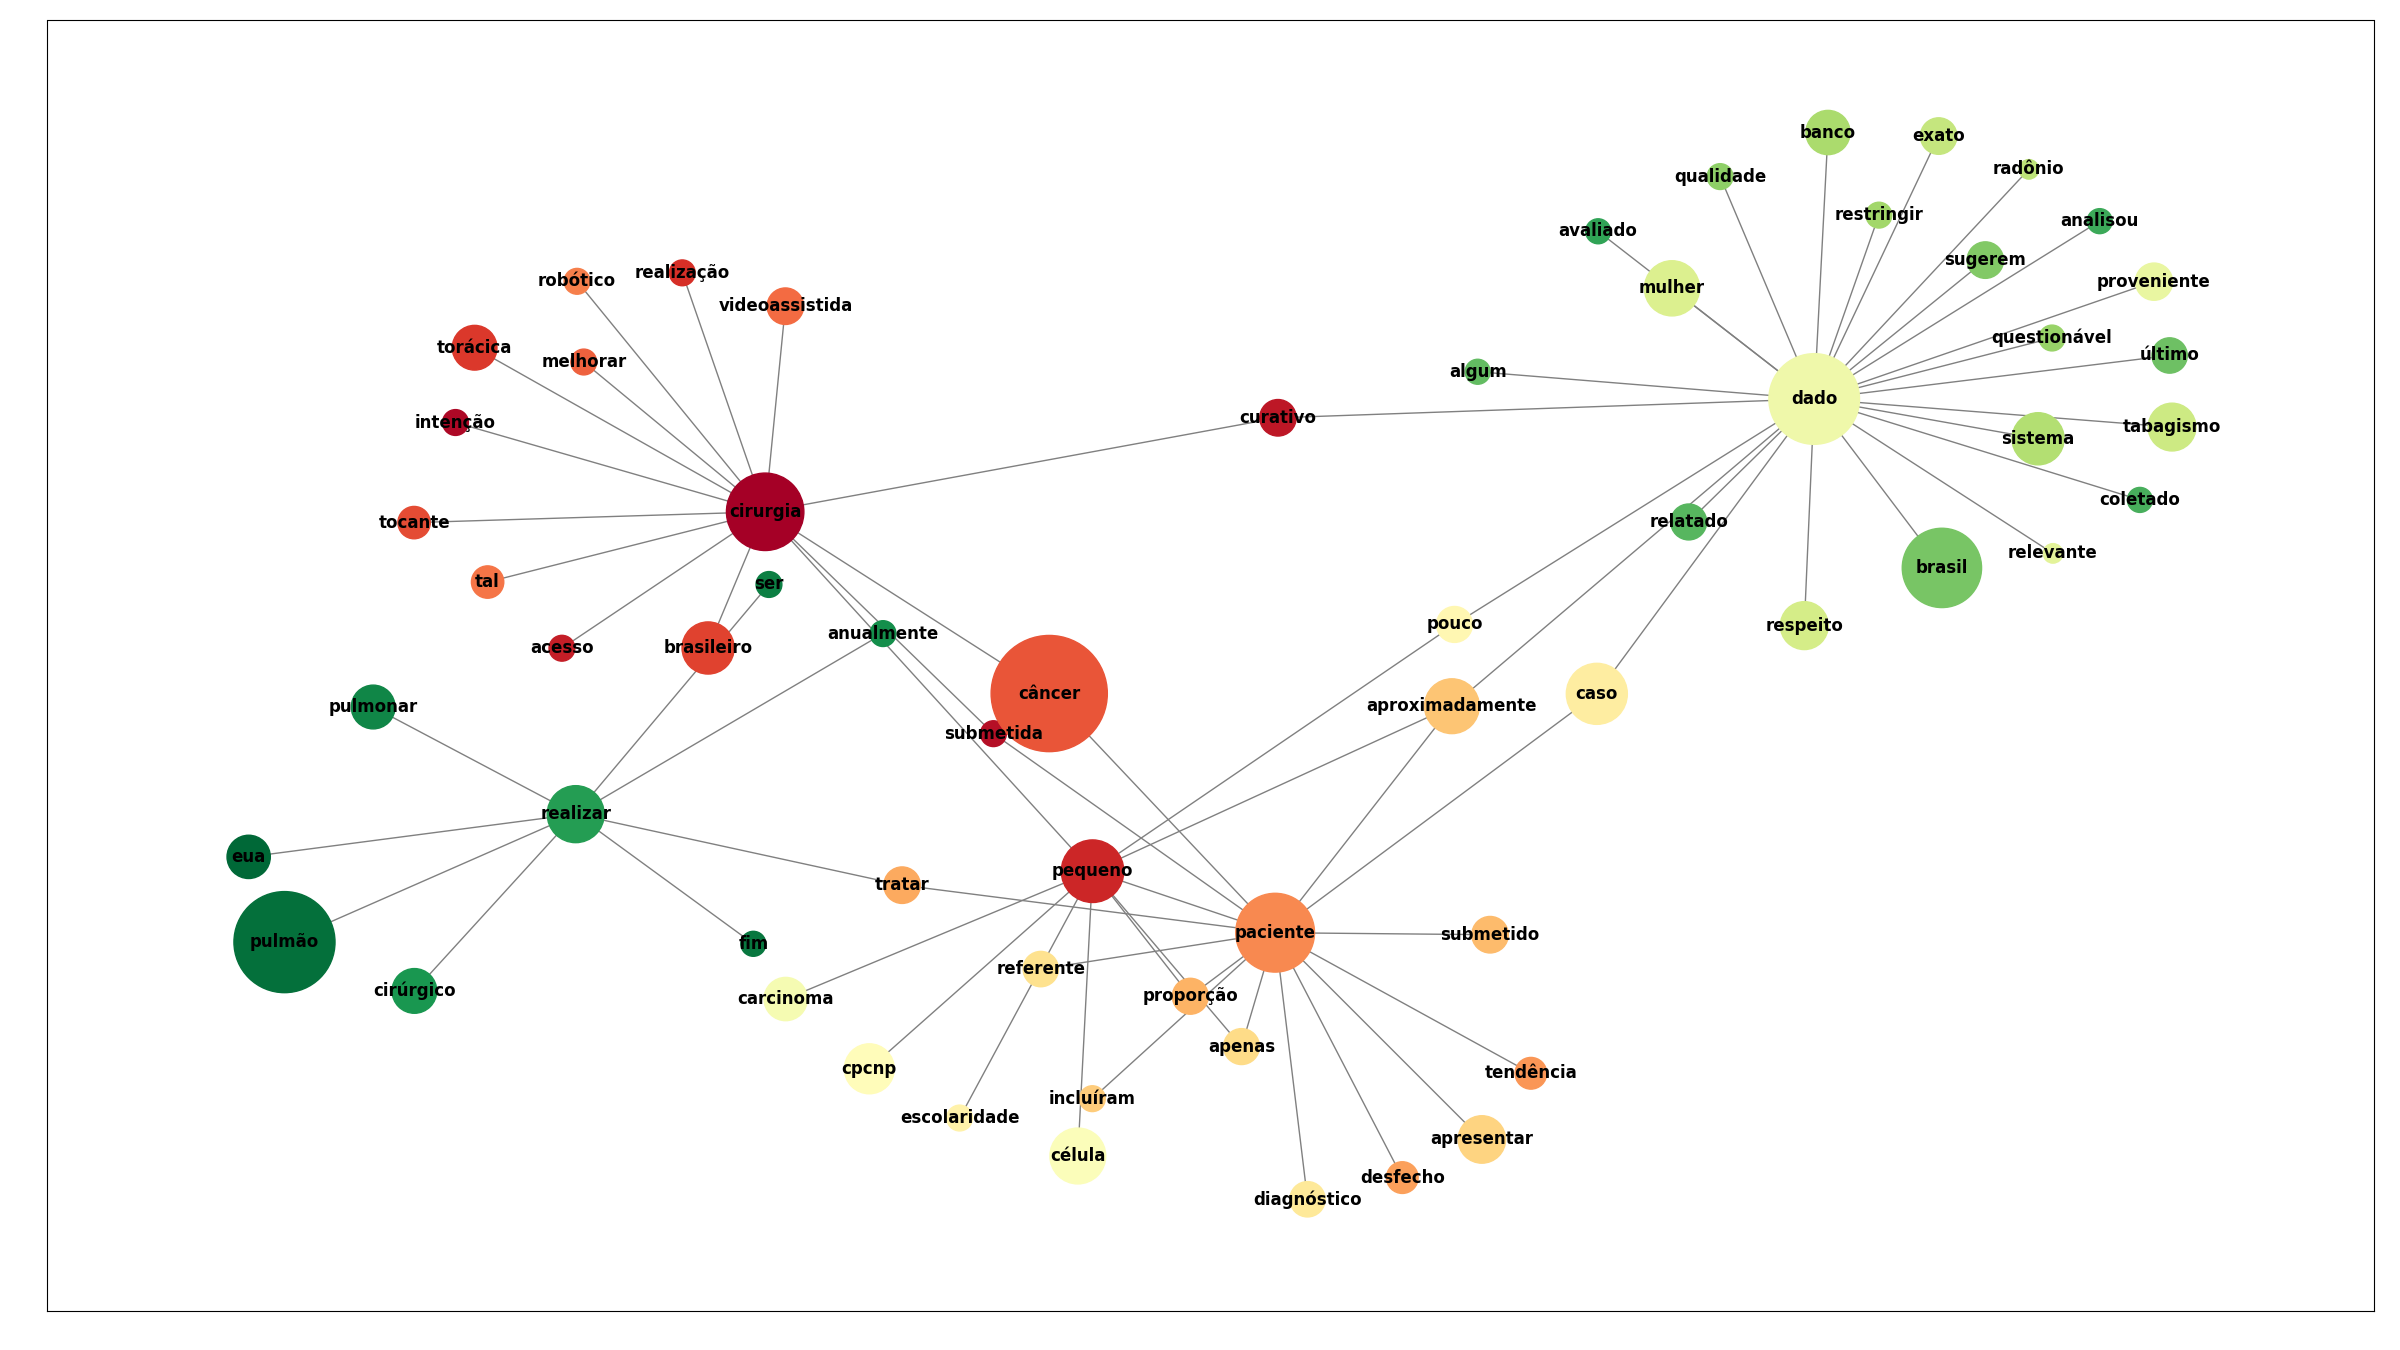 banco
exato
radônio
qualidade
restringir
analisou
avaliado
sugerem
robótico
realização
proveniente
mulher
videoassistida
questionável
torácica
melhorar
último
algum
dado
intenção
curativo
tabagismo
sistema
coletado
cirurgia
tocante
relatado
relevante
brasil
tal
ser
pouco
respeito
anualmente
acesso
brasileiro
câncer
caso
pulmonar
aproximadamente
submetida
realizar
eua
pequeno
tratar
paciente
submetido
pulmão
fim
referente
cirúrgico
proporção
carcinoma
apenas
cpcnp
tendência
incluíram
escolaridade
apresentar
célula
desfecho
diagnóstico